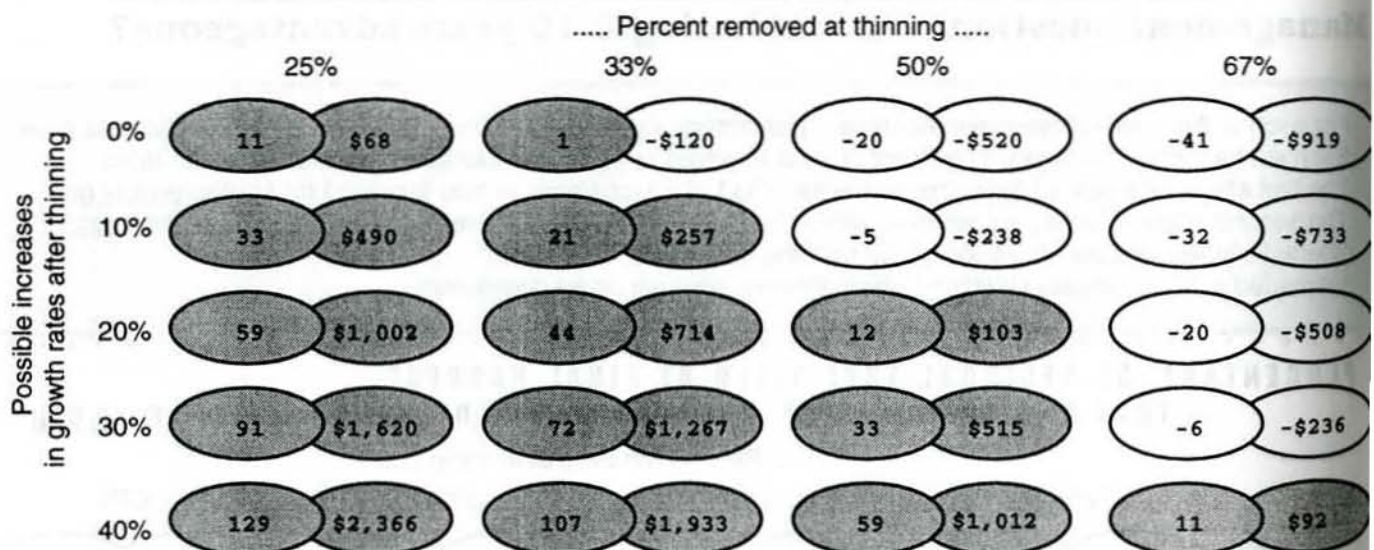 ..... Percent removed at thinning .....
25% 33% 50% 67%
Possible increases
in growth rates after thinning
0% 11 $68 1 -$120 -20 -$520 -41 -$919
10% 33 $490 21 $257 -5 -$238 -32 -$733
20% 59 $1,002 44 $714 12 $103 -20 -$508
30% 91 $1,620 72 $1,267 33 $515 -6 -$236
40% 129 $2,366 107 $1,933 59 $1,012 11 $92